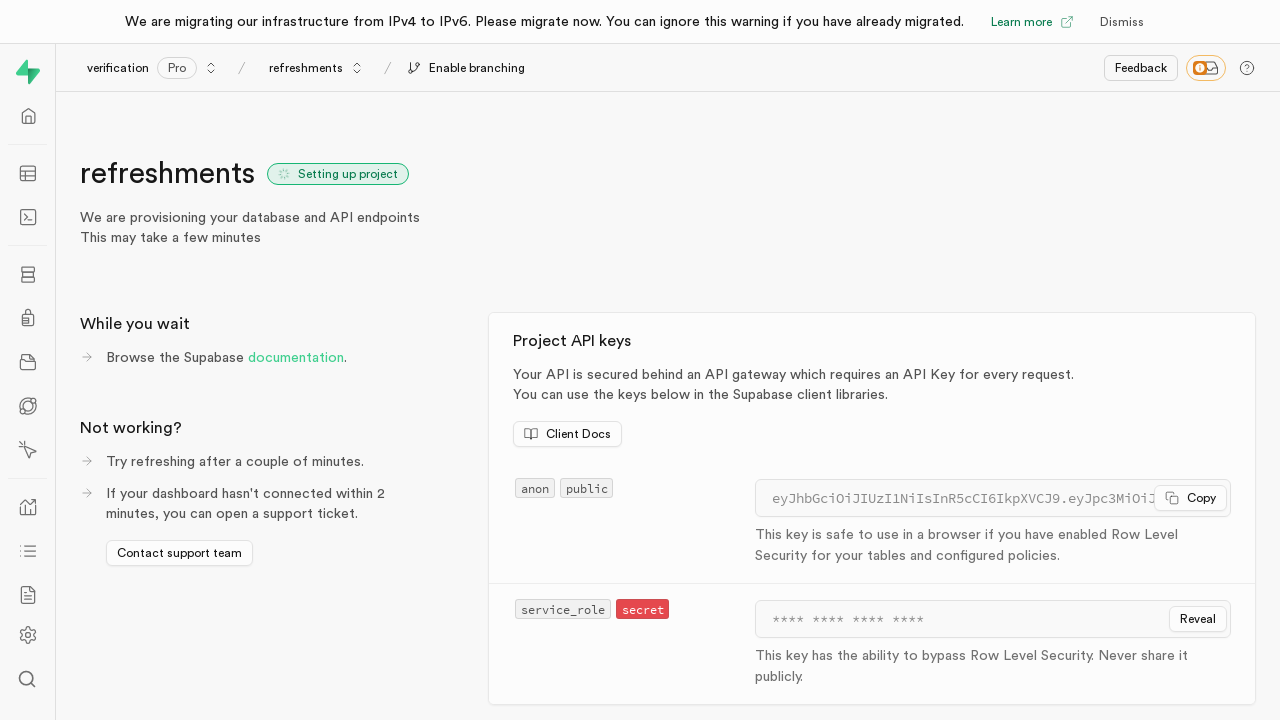 We are migrating our infrastructure from IPv4 to IPv6. Please migrate now. You can ignore this warning if you have already migrated. Learn more Dismiss
verification Pro / refreshments / Enable branching Feedback
refreshments Setting up project
We are provisioning your database and API endpoints
This may take a few minutes
While you wait
Browse the Supabase documentation.
Not working?
Try refreshing after a couple of minutes.
If your dashboard hasn't connected within 2
minutes, you can open a support ticket.
Contact support team
Project API keys
Your API is secured behind an API gateway which requires an API Key for every request.
You can use the keys below in the Supabase client libraries.
Client Docs
anon public eyJhbGciOiJIUzI1NiIsInR5cCI6IkpXVCJ9.eyJpc3MiOiJ Copy
This key is safe to use in a browser if you have enabled Row Level
Security for your tables and configured policies.
service_role secret **** **** **** **** Reveal
This key has the ability to bypass Row Level Security. Never share it
publicly.